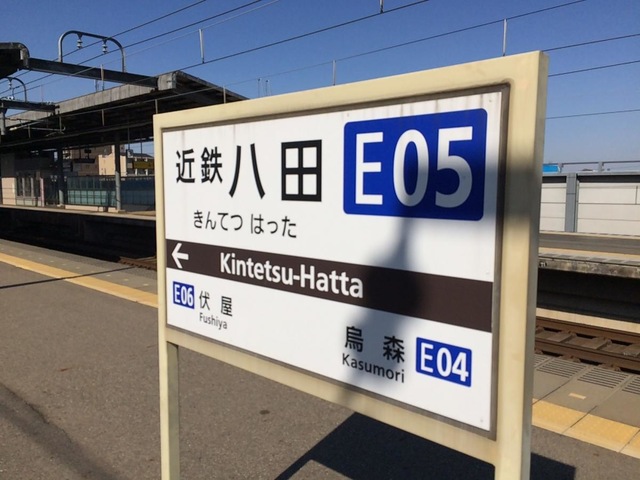 近鉄八田 E05
きんてつ はった
← Kintetsu-Hatta
E06 伏屋
Fushiya
烏森 E04
Kasumori